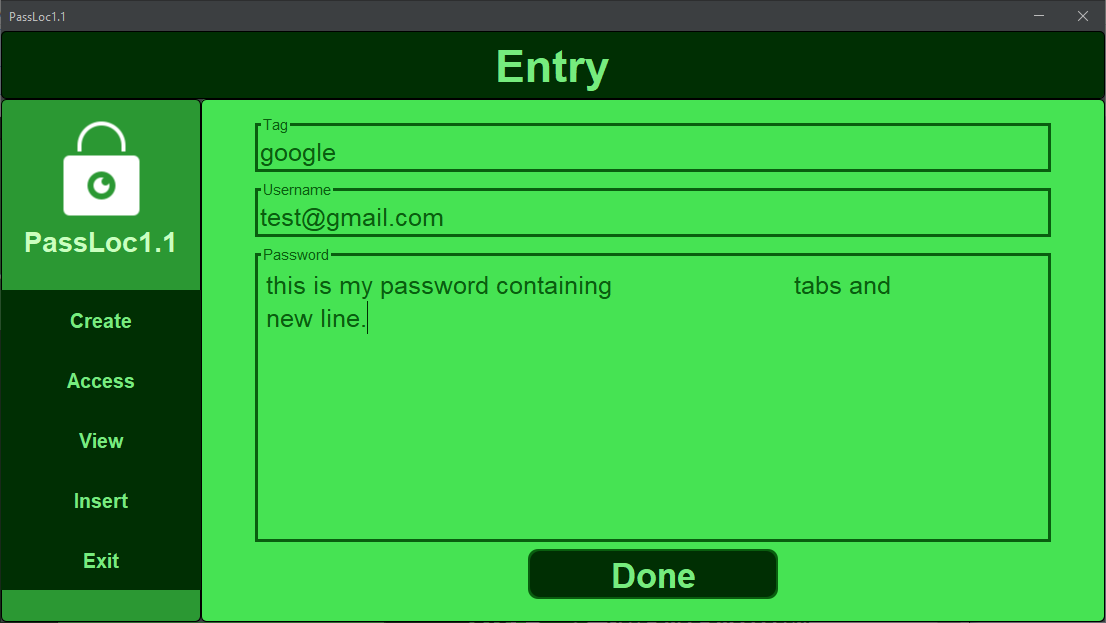 PassLoc1.1
Entry
PassLoc1.1
Create
Access
View
Insert
Exit
Tag
google
Username
test@gmail.com
Password
this is my password containing tabs and
new line.
Done